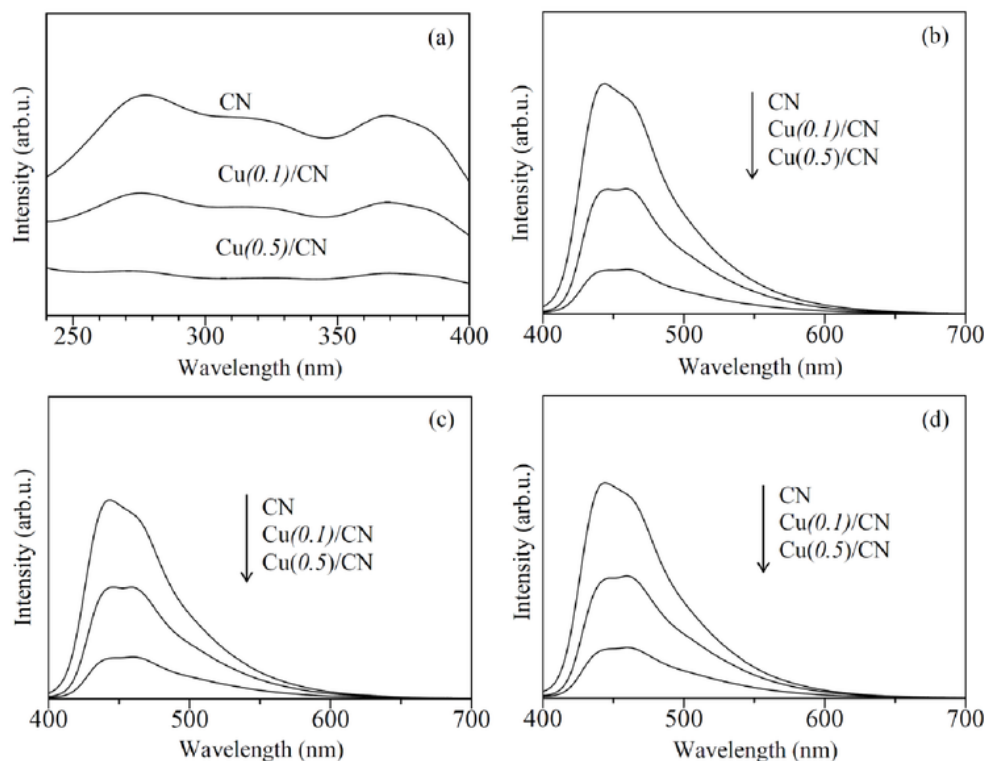 (a)
CN
Cu(0.1)/CN
Cu(0.5)/CN
Intensity (arb.u.)
250 300 350 400
Wavelength (nm)
(b)
CN
Cu(0.1)/CN
Cu(0.5)/CN
Intensity (arb.u.)
400 500 600 700
Wavelength (nm)
(c)
CN
Cu(0.1)/CN
Cu(0.5)/CN
Intensity (arb.u.)
400 500 600 700
Wavelength (nm)
(d)
CN
Cu(0.1)/CN
Cu(0.5)/CN
Intensity (arb.u.)
400 500 600 700
Wavelength (nm)